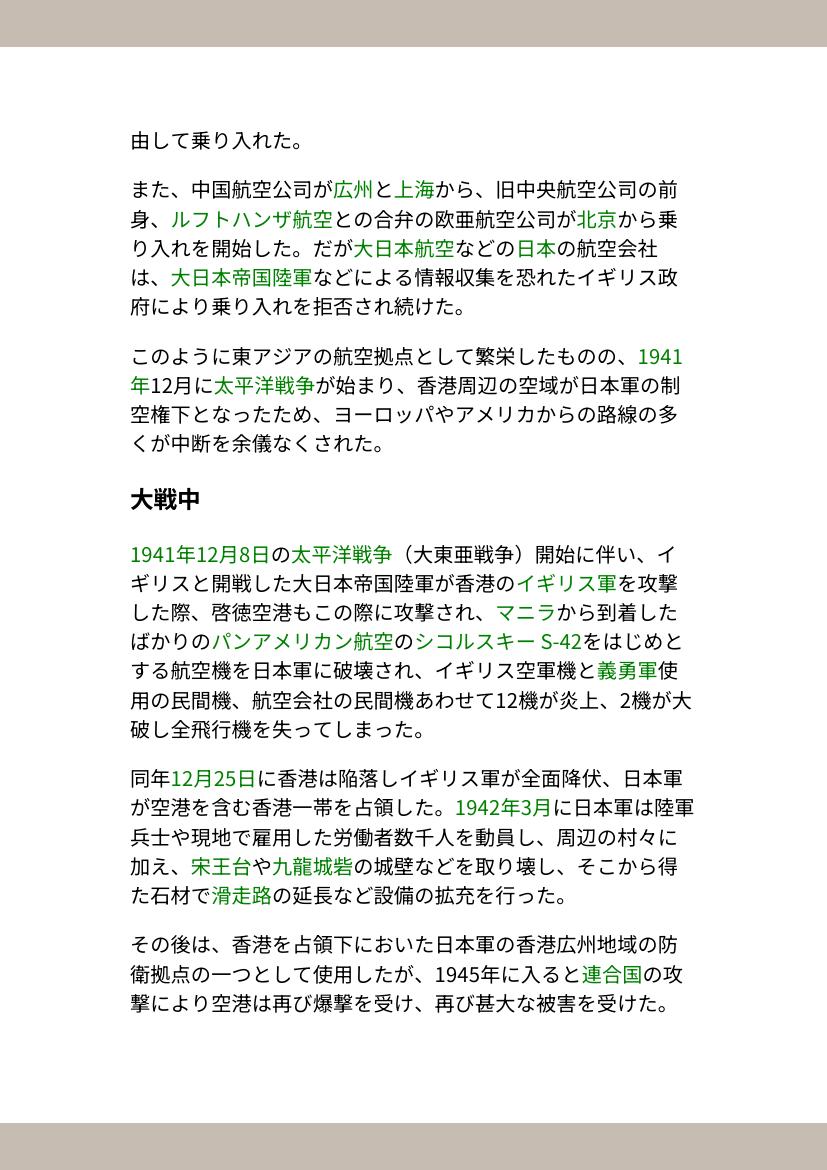 由して乗り入れた。
また、中国航空公司が広州と上海から、旧中央航空公司の前
身、ルフトハンザ航空との合弁の欧亜航空公司が北京から乗
り入れを開始した。だが大日本航空などの日本の航空会社
は、大日本帝国陸軍などによる情報収集を恐れたイギリス政
府により乗り入れを拒否され続けた。
このように東アジアの航空拠点として繁栄したものの、1941
年12月に太平洋戦争が始まり、香港周辺の空域が日本軍の制
空権下となったため、ヨーロッパやアメリカからの路線の多
くが中断を余儀なくされた。
大戦中
1941年12月8日の太平洋戦争（大東亜戦争）開始に伴い、イ
ギリスと開戦した大日本帝国陸軍が香港のイギリス軍を攻撃
した際、啓徳空港もこの際に攻撃され、マニラから到着した
ばかりのパンアメリカン航空のシコルスキー S-42をはじめと
する航空機を日本軍に破壊され、イギリス空軍機と義勇軍使
用の民間機、航空会社の民間機あわせて12機が炎上、2機が大
破し全飛行機を失ってしまった。
同年12月25日に香港は陥落しイギリス軍が全面降伏、日本軍
が空港を含む香港一帯を占領した。1942年3月に日本軍は陸軍
兵士や現地で雇用した労働者数千人を動員し、周辺の村々に
加え、宋王台や九龍城砦の城壁などを取り壊し、そこから得
た石材で滑走路の延長など設備の拡充を行った。
その後は、香港を占領下においた日本軍の香港広州地域の防
衛拠点の一つとして使用したが、1945年に入ると連合国の攻
撃により空港は再び爆撃を受け、再び甚大な被害を受けた。